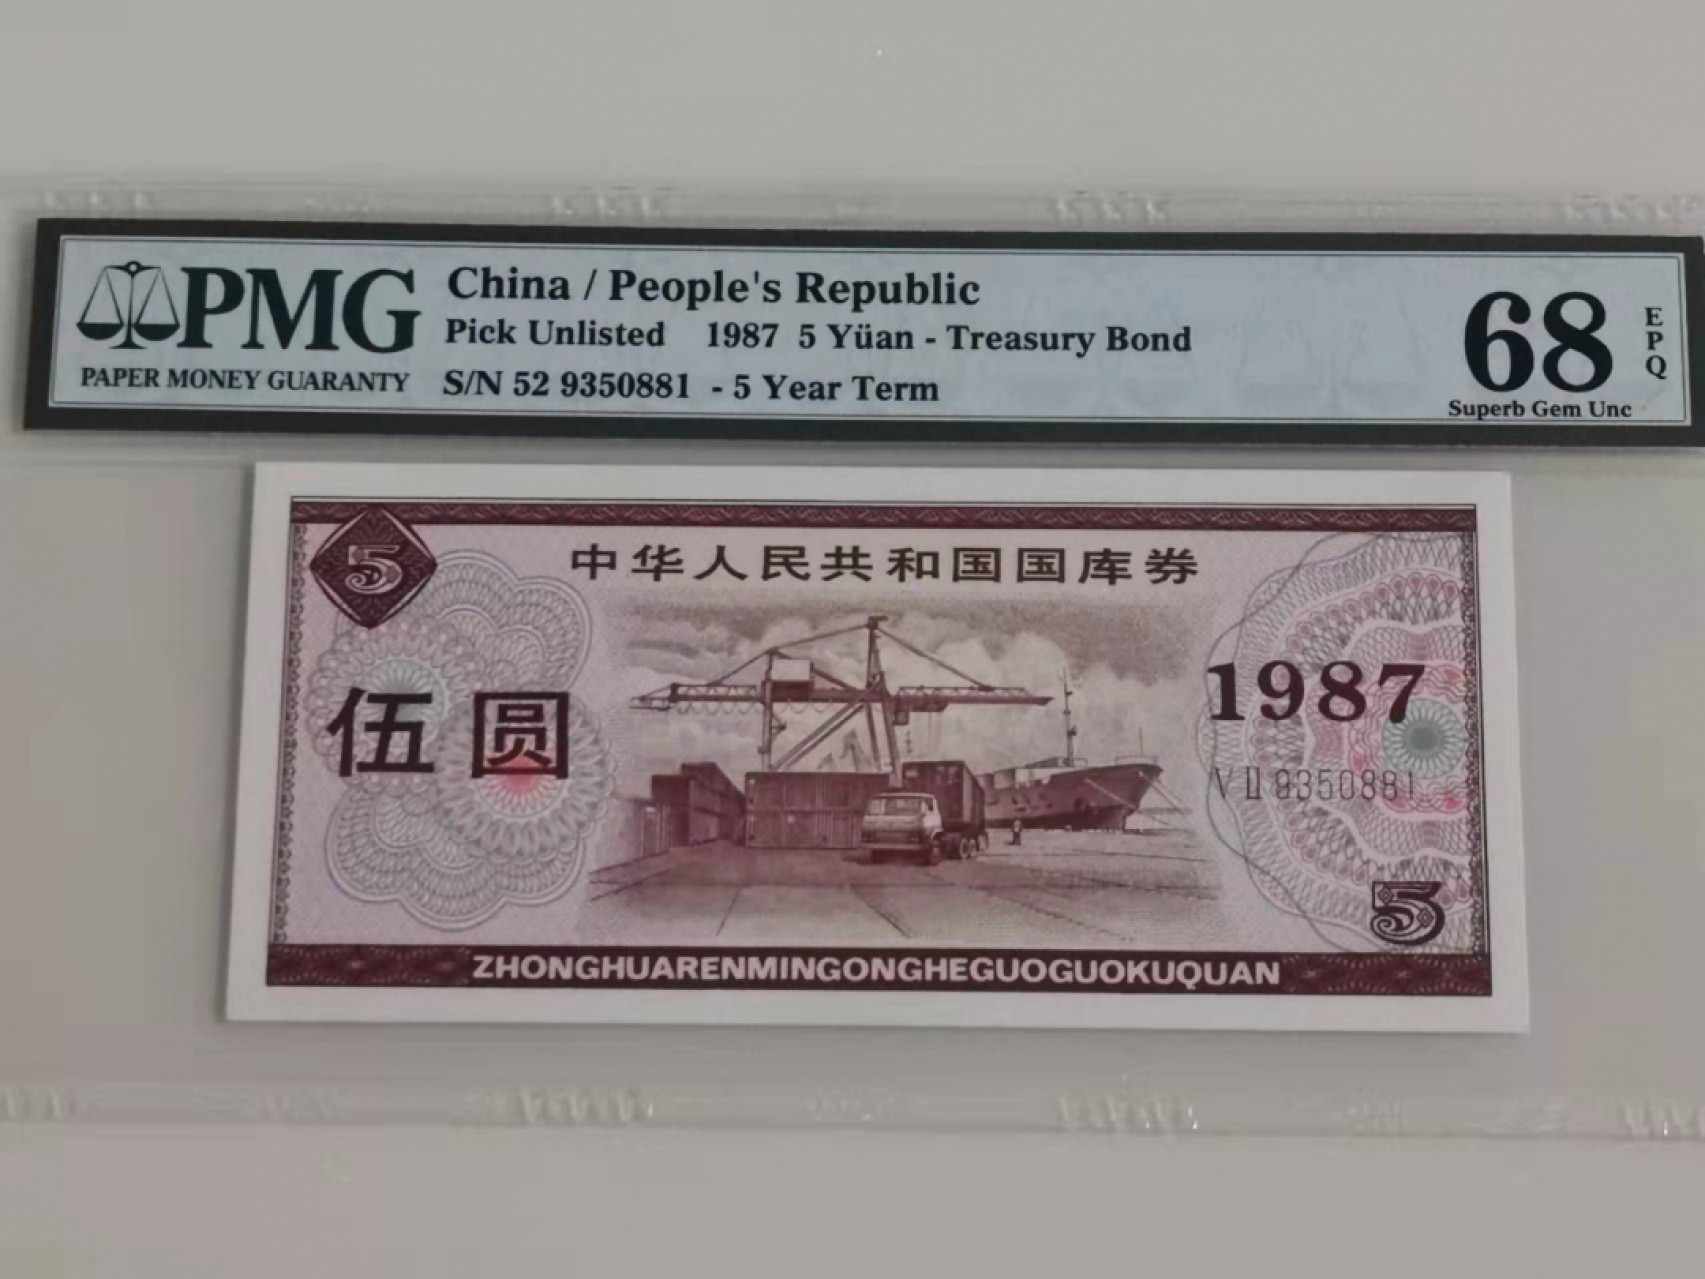 PMG
PAPER MONEY GUARANTY
China / People's Republic
Pick Unlisted 1987 5 Yüan - Treasury Bond
S/N 52 9350881 - 5 Year Term
68
EPQ
Superb Gem Unc
5
中华人民共和国国库券
伍圆
1987
VⅡ9350881
5
ZHONGHUARENMINGONGHEGUOGUOKUQUAN